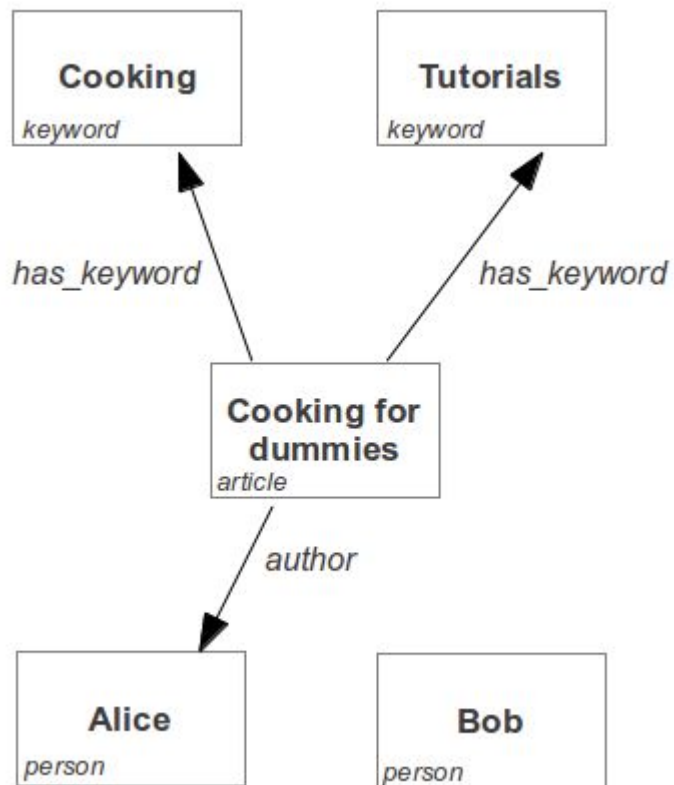 Cooking
keyword
Tutorials
keyword
has_keyword
has_keyword
Cooking for
dummies
article
author
Alice
person
Bob
person